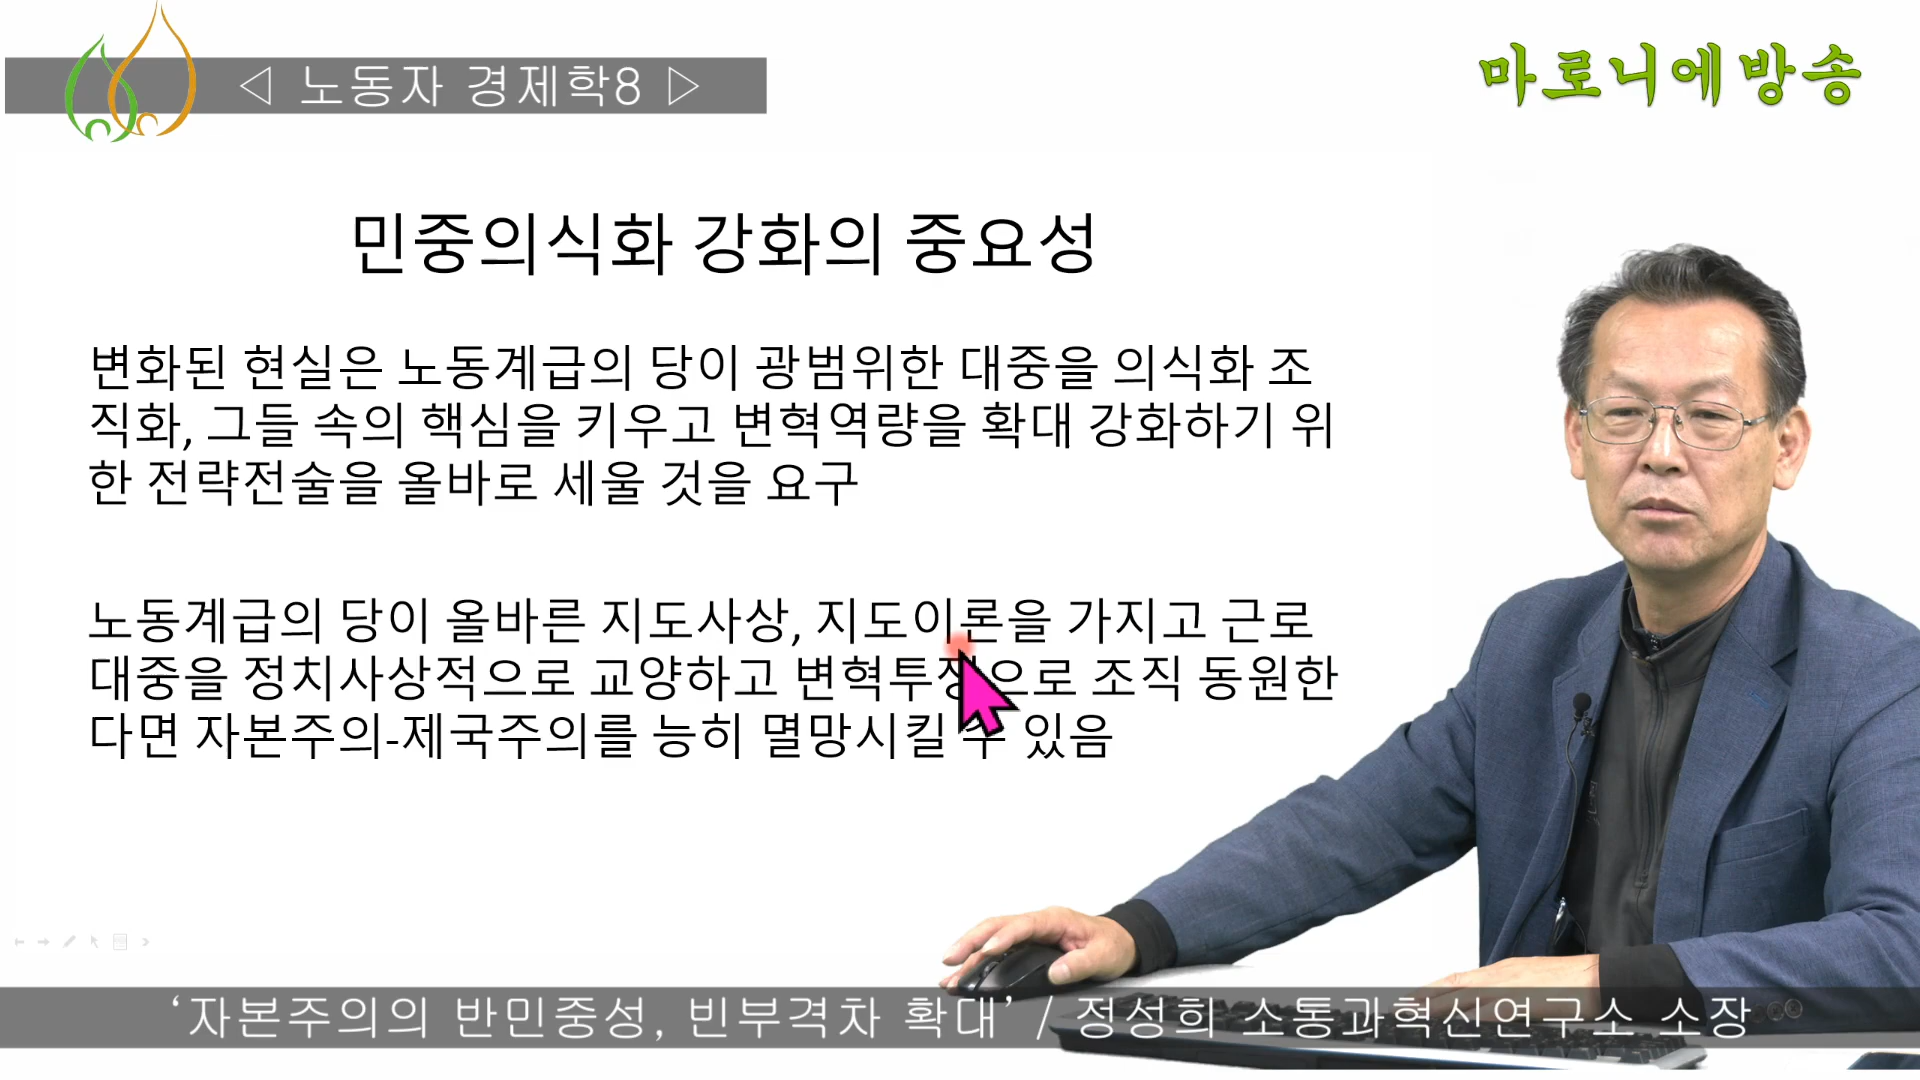 ◁ 노동자 경제학8 ▷
마로니에방송
민중의식화 강화의 중요성
변화된 현실은 노동계급의 당이 광범위한 대중을 의식화 조
직화, 그들 속의 핵심을 키우고 변혁역량을 확대 강화하기 위
한 전략전술을 올바로 세울 것을 요구
노동계급의 당이 올바른 지도사상, 지도이론을 가지고 근로
대중을 정치사상적으로 교양하고 변혁투쟁으로 조직 동원한
다면 자본주의-제국주의를 능히 멸망시킬 수 있음
‘자본주의의 반민중성, 빈부격차 확대’ / 정성희 소통과혁신연구소 소장